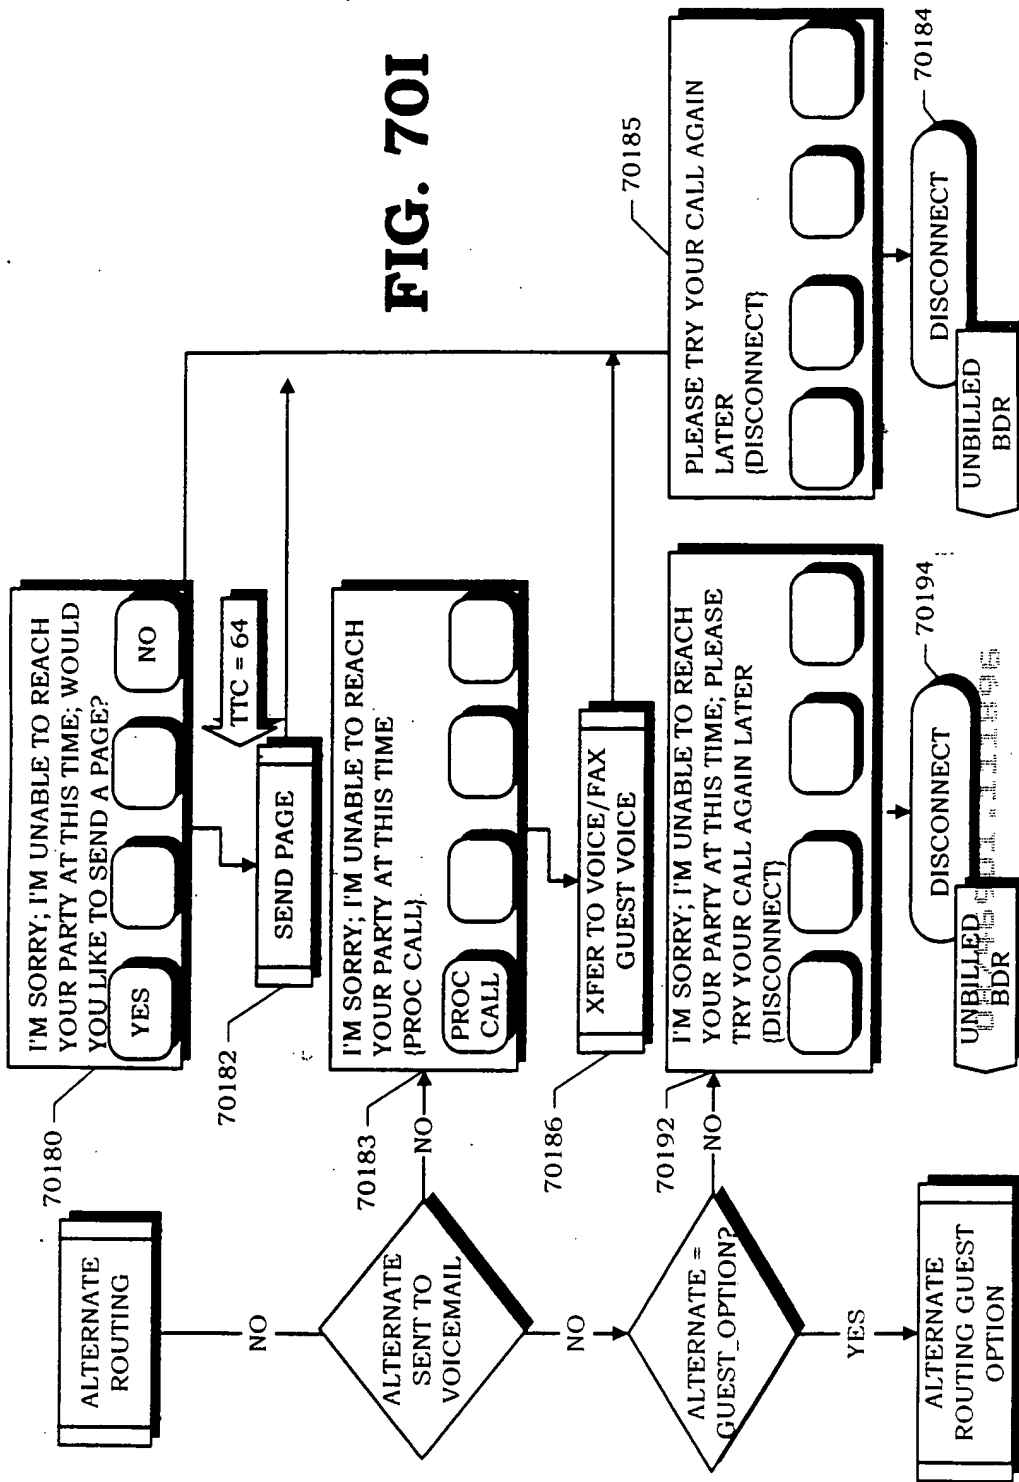 ALTERNATE
ROUTING
NO
ALTERNATE
SENT TO
VOICEMAIL
NO
NO
ALTERNATE =
GUEST_OPTION?
NO
YES
ALTERNATE
ROUTING GUEST
OPTION
70180
I'M SORRY; I'M UNABLE TO REACH
YOUR PARTY AT THIS TIME; WOULD
YOU LIKE TO SEND A PAGE?
YES
NO
70182
SEND PAGE
TTC = 64
70183
I'M SORRY; I'M UNABLE TO REACH
YOUR PARTY AT THIS TIME
{PROC CALL}
PROC
CALL
70186
XFER TO VOICE/FAX
GUEST VOICE
70192
I'M SORRY; I'M UNABLE TO REACH
YOUR PARTY AT THIS TIME; PLEASE
TRY YOUR CALL AGAIN LATER
{DISCONNECT}
70194
DISCONNECT
UNBILLED
BDR
FIG. 70I
70185
PLEASE TRY YOUR CALL AGAIN
LATER
{DISCONNECT}
70184
DISCONNECT
UNBILLED
BDR